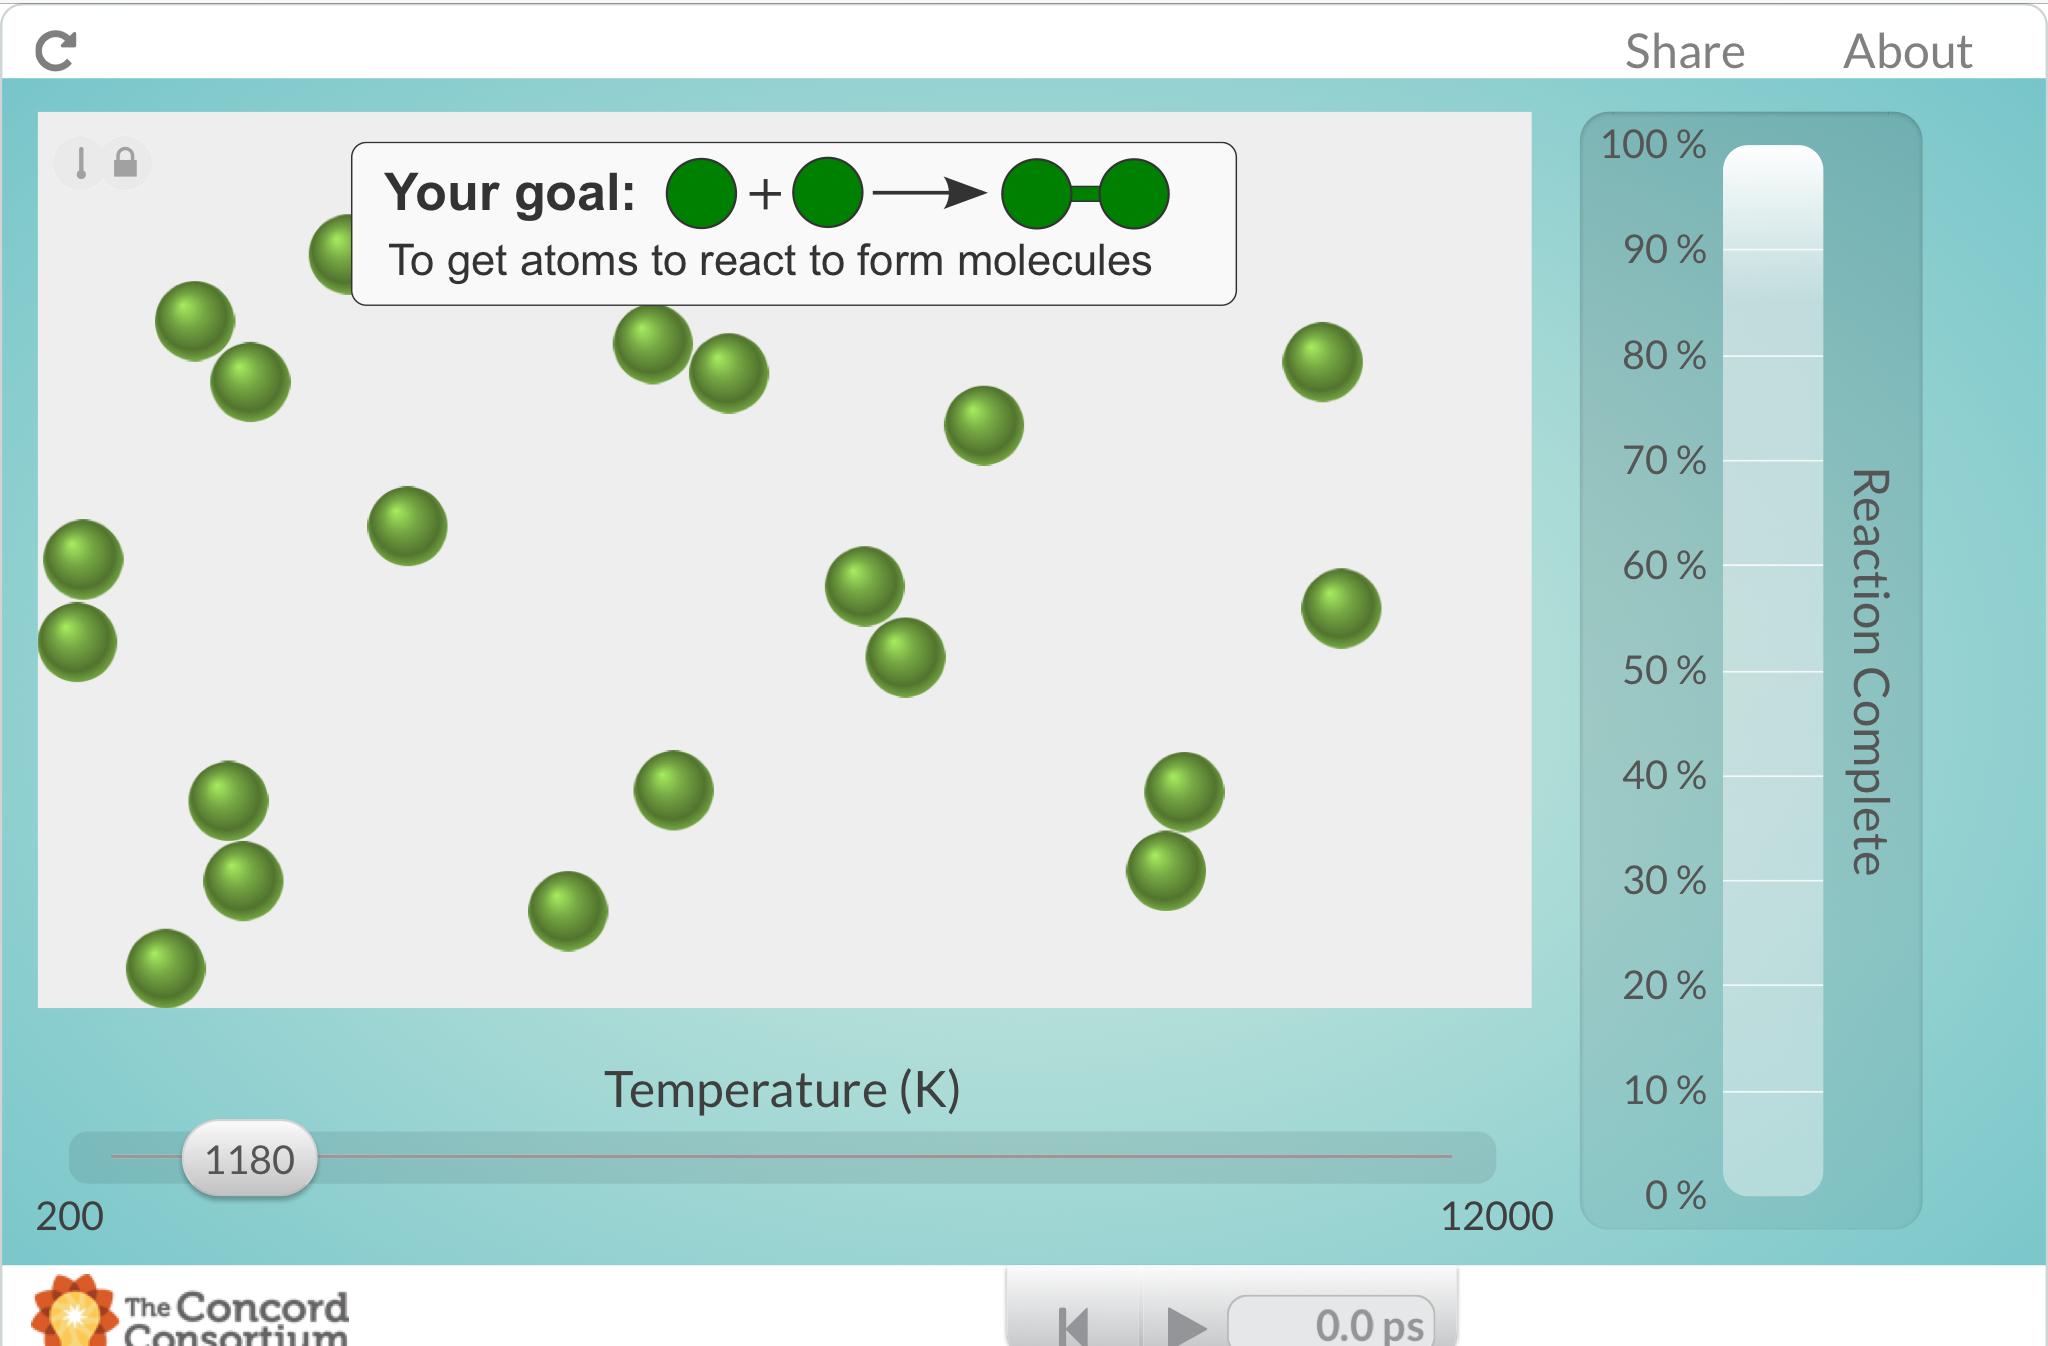 Share About
Your goal: + →
To get atoms to react to form molecules
100 %
90 %
80 %
70 %
60 %
50 %
40 %
30 %
20 %
10 %
0 %
Reaction Complete
Temperature (K)
1180
200 12000
The Concord
Consortium
0.0 ps